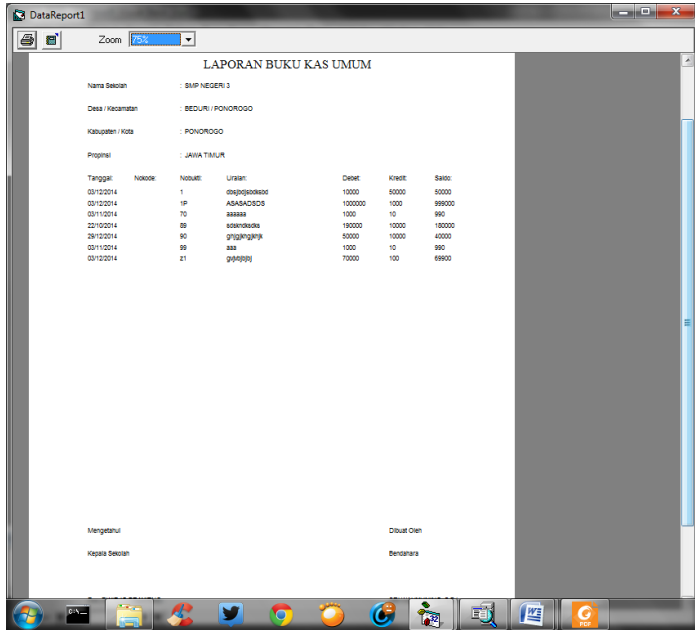 DataReport1
Zoom 75%
LAPORAN BUKU KAS UMUM
Nama Sekolah : SMP NEGERI 3
Desa / Kecamatan : BEDURI / PONOROGO
Kabupaten / Kota : PONOROGO
Propinsi : JAWA TIMUR
Tanggal: Nokode: Nobukti: Uraian: Debet: Kredit: Saldo:
03/12/2014 1 dbsjbdjsbdksbd 10000 50000 50000
03/12/2014 1P ASASADSDS 1000000 1000 999000
03/11/2014 70 aaaaaa 1000 10 990
22/10/2014 89 sdskndksdks 190000 10000 180000
29/12/2014 90 ghjgjkhgjkhjk 50000 10000 40000
03/11/2014 99 aaa 1000 10 990
03/12/2014 z1 gvjvbjbjbj 70000 100 69900
Mengetahui Dibuat Oleh
Kepala Sekolah Bendahara